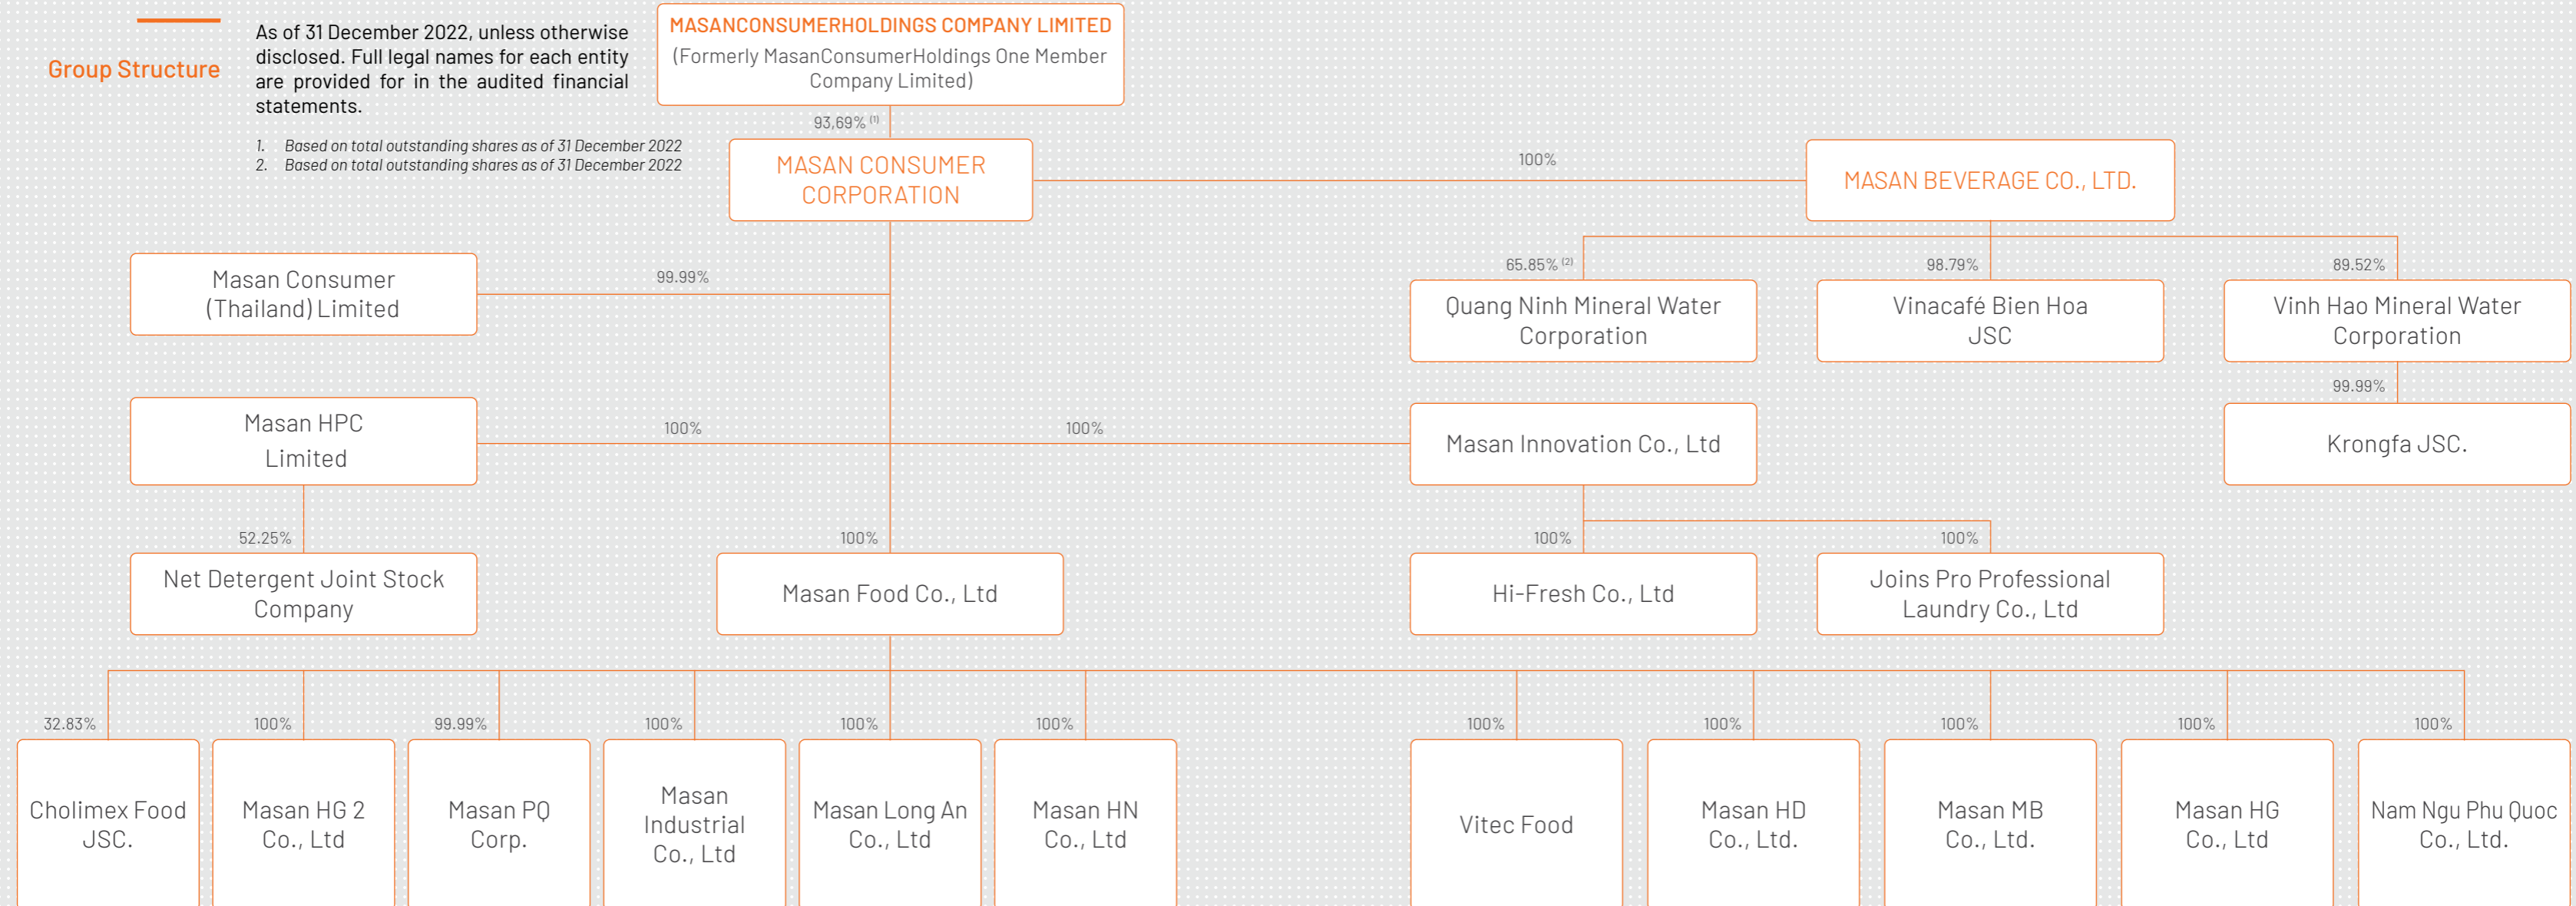 Group Structure
As of 31 December 2022, unless otherwise
disclosed. Full legal names for each entity
are provided for in the audited financial
statements.
1. Based on total outstanding shares as of 31 December 2022
2. Based on total outstanding shares as of 31 December 2022
MASANCONSUMERHOLDINGS COMPANY LIMITED
(Formerly MasanConsumerHoldings One Member
Company Limited)
93,69% (1)
MASAN CONSUMER
CORPORATION
100%
MASAN BEVERAGE CO., LTD.
Masan Consumer
(Thailand) Limited
99.99%
65.85% (2)
98.79%
89.52%
Quang Ninh Mineral Water
Corporation
Vinacafé Bien Hoa
JSC
Vinh Hao Mineral Water
Corporation
99.99%
Masan HPC
Limited
100%
100%
Masan Innovation Co., Ltd
Krongfa JSC.
52.25%
100%
100%
100%
Net Detergent Joint Stock
Company
Masan Food Co., Ltd
Hi-Fresh Co., Ltd
Joins Pro Professional
Laundry Co., Ltd
32.83%
100%
99.99%
100%
100%
100%
100%
100%
100%
100%
100%
Cholimex Food
JSC.
Masan HG 2
Co., Ltd
Masan PQ
Corp.
Masan
Industrial
Co., Ltd
Masan Long An
Co., Ltd
Masan HN
Co., Ltd
Vitec Food
Masan HD
Co., Ltd.
Masan MB
Co., Ltd.
Masan HG
Co., Ltd
Nam Ngu Phu Quoc
Co., Ltd.